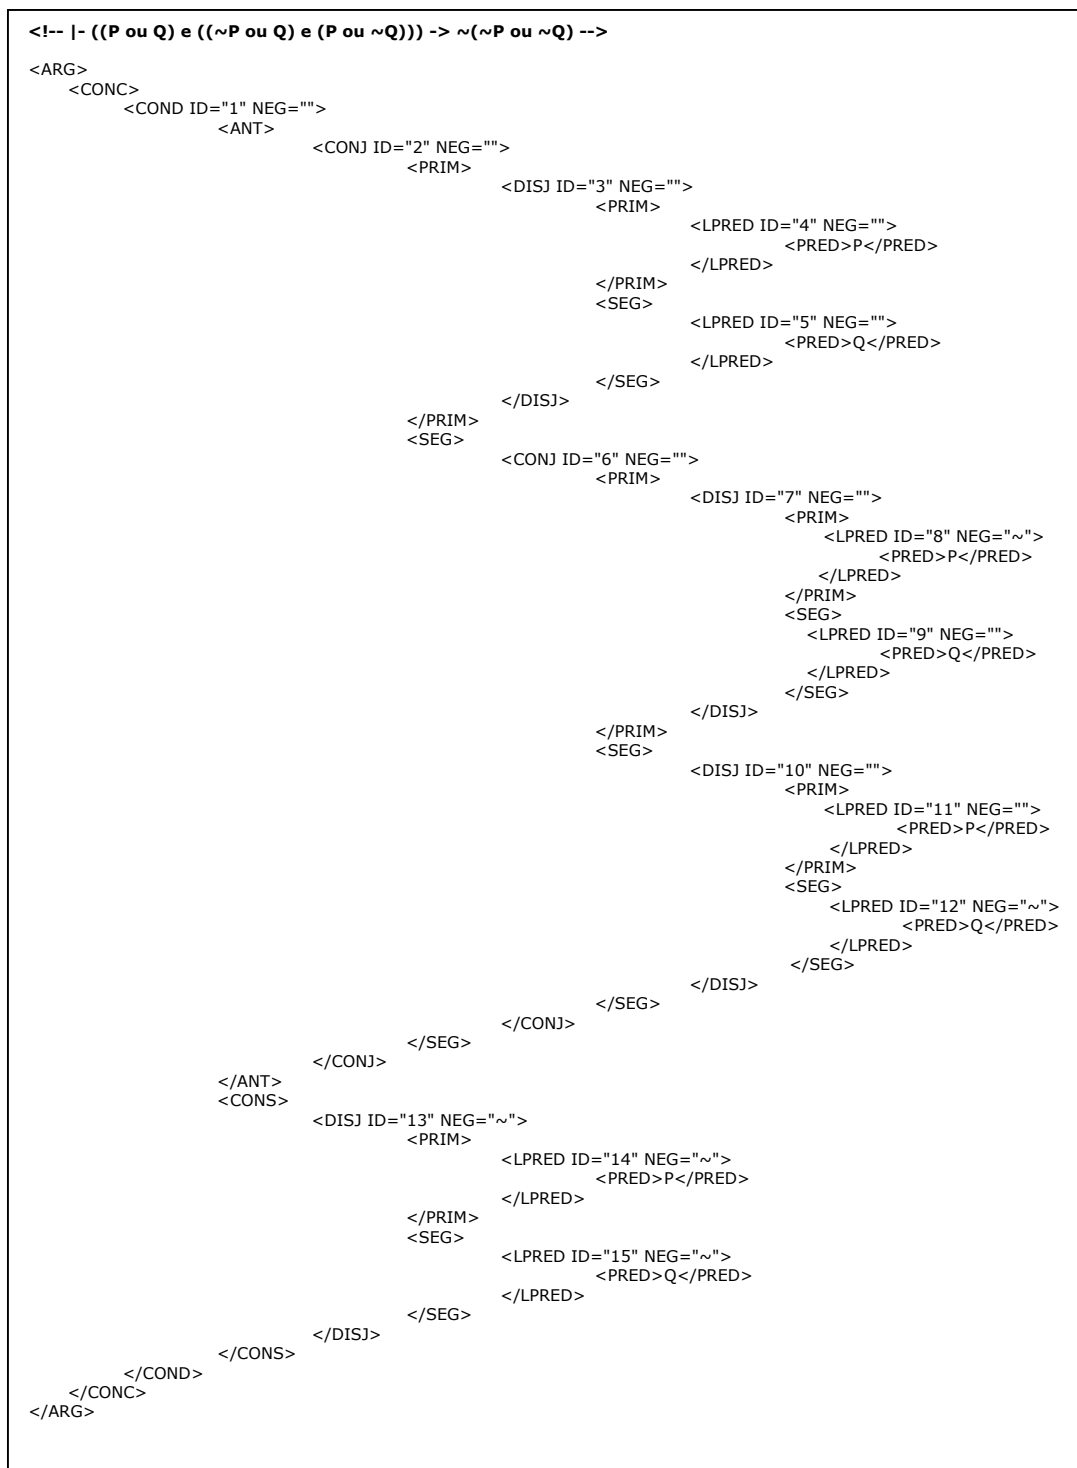 <!-- |- ((P ou Q) e ((~P ou Q) e (P ou ~Q))) -> ~(~P ou ~Q) -->
<ARG>
<CONC>
<COND ID="1" NEG="">
<ANT>
<CONJ ID="2" NEG="">
<PRIM>
<DISJ ID="3" NEG="">
<PRIM>
<LPRED ID="4" NEG="">
<PRED>P</PRED>
</LPRED>
</PRIM>
<SEG>
<LPRED ID="5" NEG="">
<PRED>Q</PRED>
</LPRED>
</SEG>
</DISJ>
</PRIM>
<SEG>
<CONJ ID="6" NEG="">
<PRIM>
<DISJ ID="7" NEG="">
<PRIM>
<LPRED ID="8" NEG="~">
<PRED>P</PRED>
</LPRED>
</PRIM>
<SEG>
<LPRED ID="9" NEG="">
<PRED>Q</PRED>
</LPRED>
</SEG>
</DISJ>
</PRIM>
<SEG>
<DISJ ID="10" NEG="">
<PRIM>
<LPRED ID="11" NEG="">
<PRED>P</PRED>
</LPRED>
</PRIM>
<SEG>
<LPRED ID="12" NEG="~">
<PRED>Q</PRED>
</LPRED>
</SEG>
</DISJ>
</SEG>
</CONJ>
</SEG>
</CONJ>
</ANT>
<CONS>
<DISJ ID="13" NEG="~">
<PRIM>
<LPRED ID="14" NEG="~">
<PRED>P</PRED>
</LPRED>
</PRIM>
<SEG>
<LPRED ID="15" NEG="~">
<PRED>Q</PRED>
</LPRED>
</SEG>
</DISJ>
</CONS>
</COND>
</CONC>
</ARG>